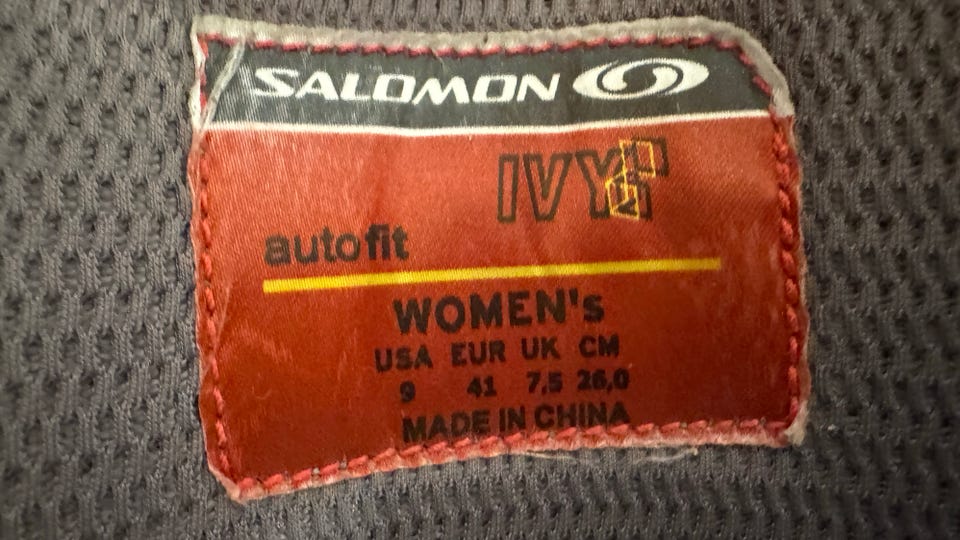 SALOMON
IVY
autofit
WOMEN's
USA EUR UK CM
9 41 7,5 26,0
MADE IN CHINA